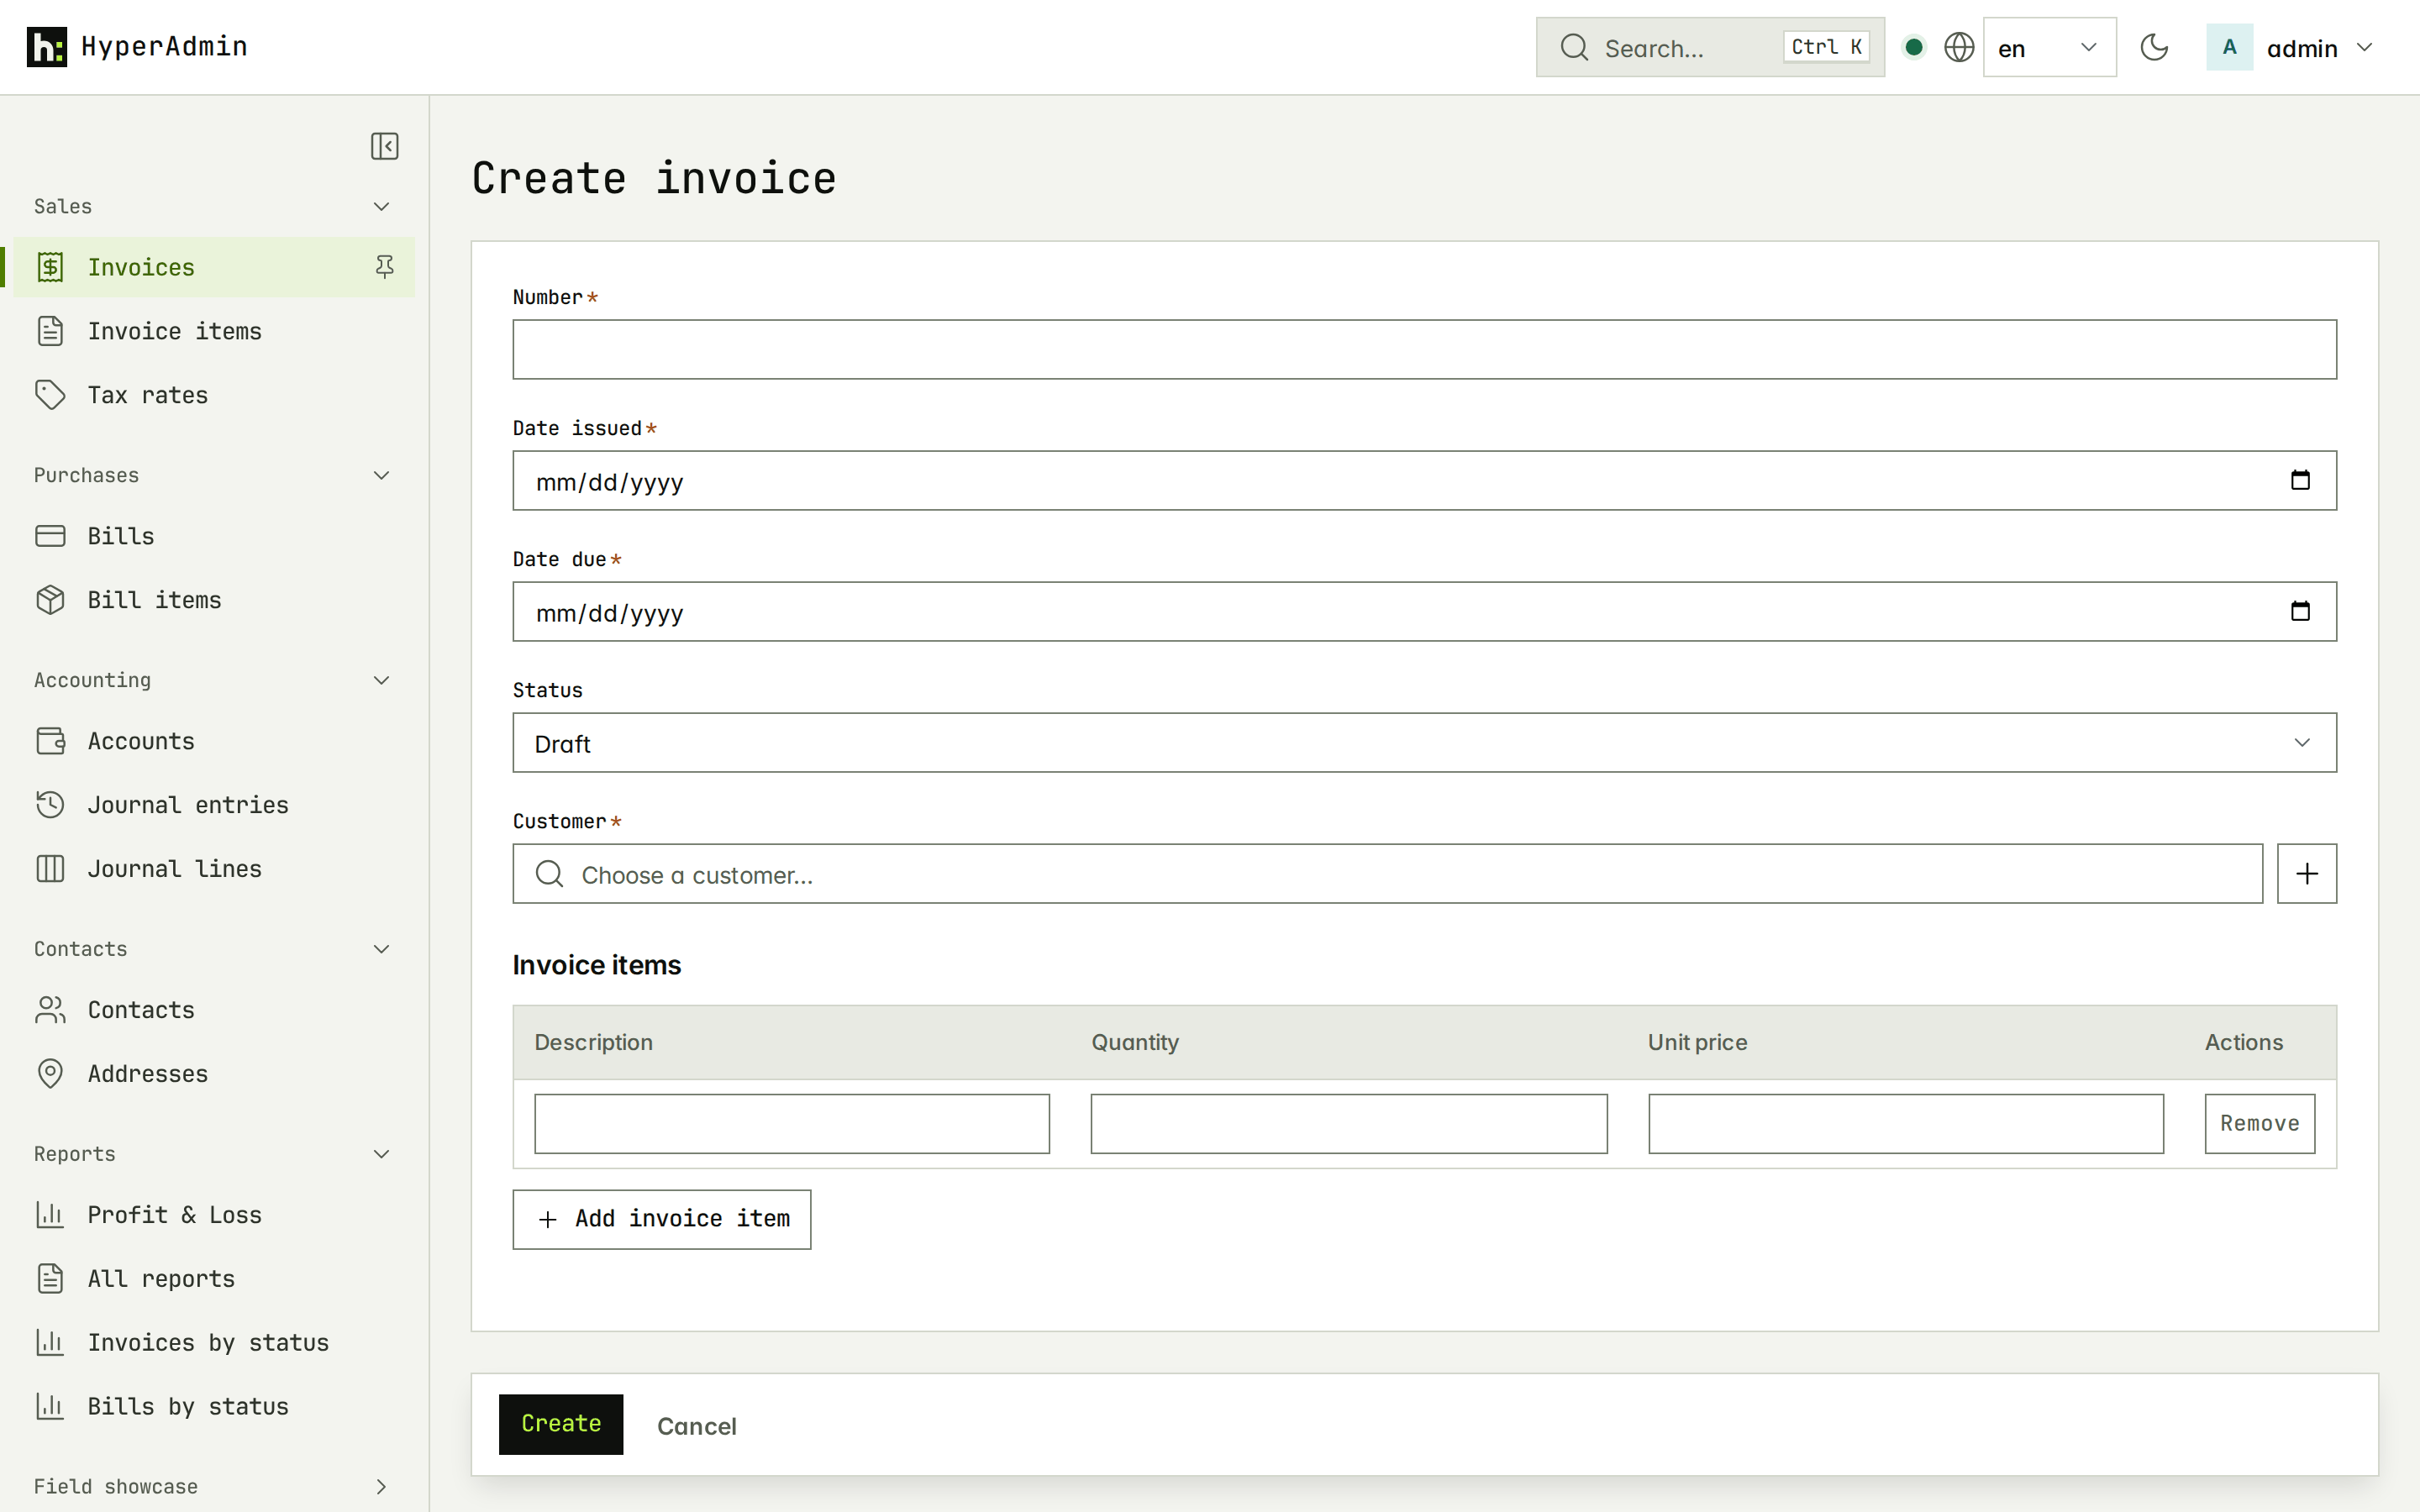 h: HyperAdmin
Search... Ctrl K
en
A admin
Sales
Invoices
Invoice items
Tax rates
Purchases
Bills
Bill items
Accounting
Accounts
Journal entries
Journal lines
Contacts
Contacts
Addresses
Reports
Profit & Loss
All reports
Invoices by status
Bills by status
Field showcase
Create invoice
Number*
Date issued*
mm/dd/yyyy
Date due*
mm/dd/yyyy
Status
Draft
Customer*
Choose a customer...
Invoice items
Description Quantity Unit price Actions
Remove
+ Add invoice item
Create Cancel